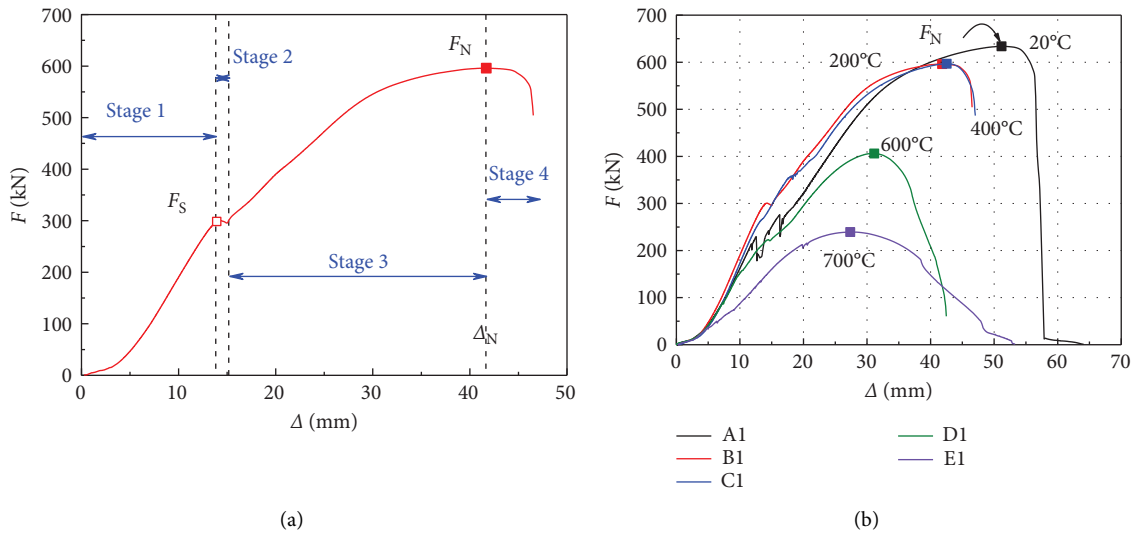 700
600
500
400
300
200
100
0
F (kN)
0
10
20
30
40
50
Δ (mm)
Stage 1
Stage 2
Stage 3
Stage 4
F_S
F_N
Δ_N
(a)
700
600
500
400
300
200
100
0
F (kN)
0
10
20
30
40
50
60
70
Δ (mm)
F_N
20°C
200°C
400°C
600°C
700°C
A1
B1
C1
D1
E1
(b)